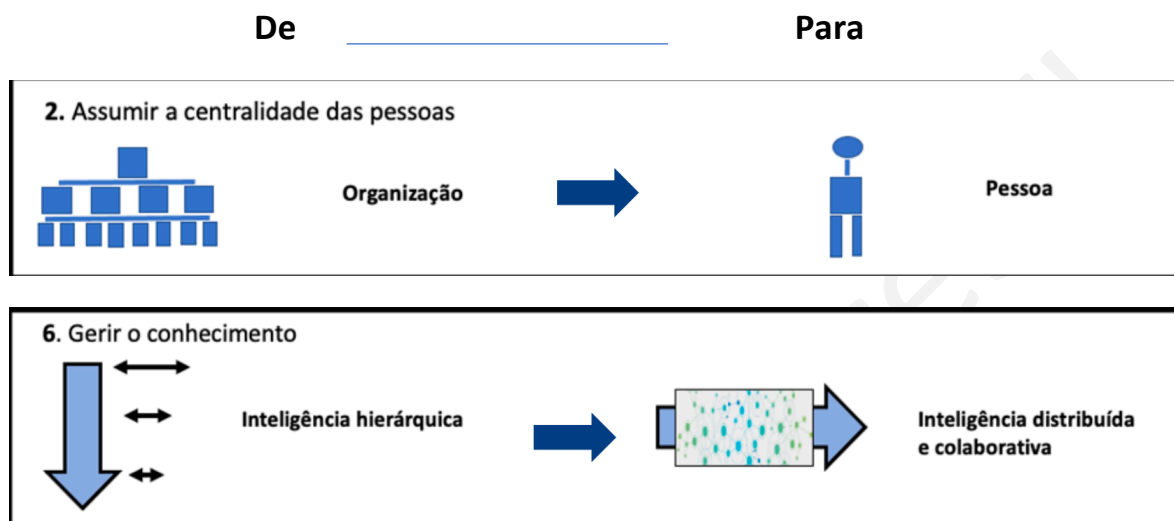 De Para
2. Assumir a centralidade das pessoas
Organização Pessoa
6. Gerir o conhecimento
Inteligência hierárquica Inteligência distribuída
e colaborativa